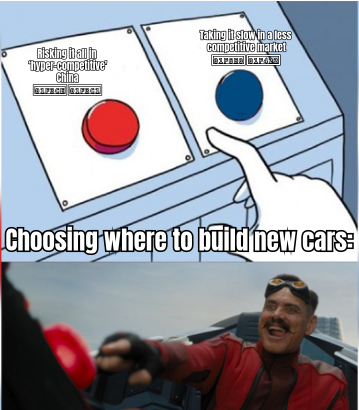 Risking it all in
'hyper-competitive'
China
Taking it slow in a less
competitive market
Choosing where to build new cars: